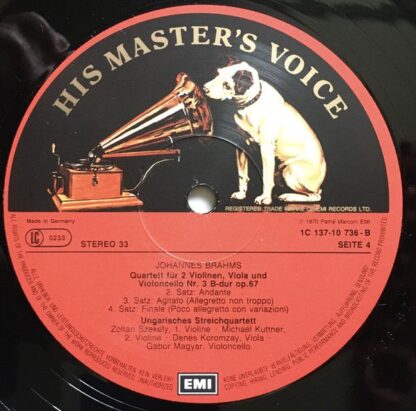 HIS MASTER'S VOICE
REGISTERED TRADE MARK OF EMI RECORDS LTD.
Made in Germany
℗ 1970 Pathé Marconi EMI
LC 0233
STEREO 33
1C 137-10 736-B
SEITE 4
JOHANNES BRAHMS
Quartett für 2 Violinen, Viola und
Violoncello Nr. 3 B-dur op.67
2. Satz: Andante
3. Satz: Agitato (Allegretto non troppo)
4. Satz: Finale (Poco allegretto con variazioni)
Ungarisches Streichquartett
Zoltan Szekely, 1. Violine · Michael Kuttner,
2. Violine · Denés Koromzay, Viola
Gabor Magyar, Violoncello
EMI